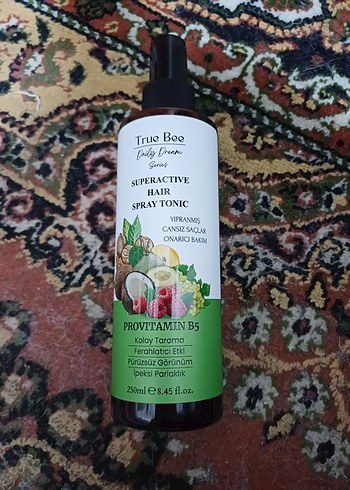 True Bee
Daily Dream
Series
SUPERACTIVE
HAIR
SPRAY TONIC
YIPRANMIŞ
CANSIZ SAÇLAR
ONARICI BAKIM
PROVITAMIN B5
Kolay Tarama
Ferahlatıcı Etki
Pürüzsüz Görünüm
İpeksi Parlaklık
250ml ℮ 8.45 fl.oz.